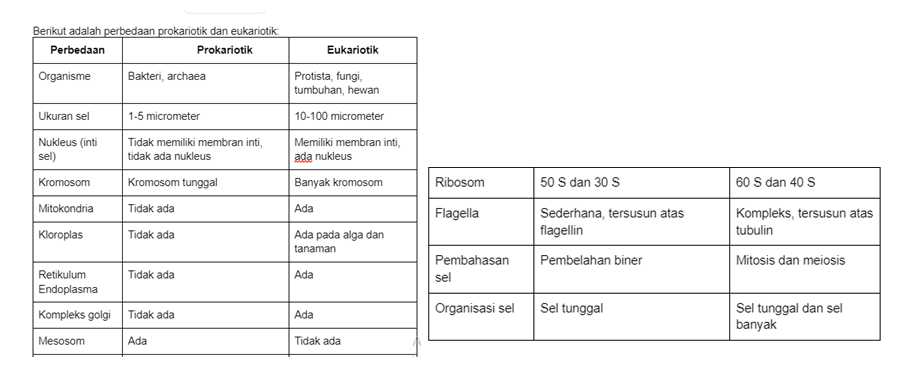 Berikut adalah perbedaan prokariotik dan eukariotik:
Perbedaan Prokariotik Eukariotik
Organisme Bakteri, archaea Protista, fungi,
tumbuhan, hewan
Ukuran sel 1-5 micrometer 10-100 micrometer
Nukleus (inti Tidak memiliki membran inti, Memiliki membran inti,
sel) tidak ada nukleus ada nukleus
Kromosom Kromosom tunggal Banyak kromosom
Mitokondria Tidak ada Ada
Kloroplas Tidak ada Ada pada alga dan
tanaman
Retikulum Tidak ada Ada
Endoplasma
Kompleks golgi Tidak ada Ada
Mesosom Ada Tidak ada
Ribosom 50 S dan 30 S 60 S dan 40 S
Flagella Sederhana, tersusun atas Kompleks, tersusun atas
flagellin tubulin
Pembahasan Pembelahan biner Mitosis dan meiosis
sel
Organisasi sel Sel tunggal Sel tunggal dan sel
banyak